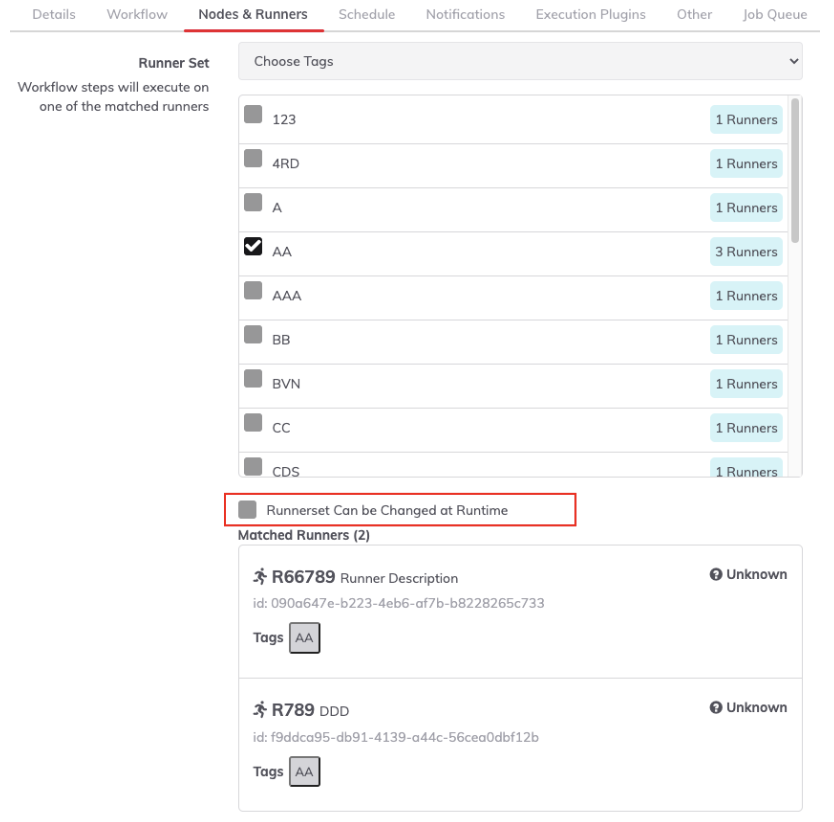 Details Workflow Nodes & Runners Schedule Notifications Execution Plugins Other Job Queue
Runner Set
Workflow steps will execute on
one of the matched runners
Choose Tags
123 1 Runners
4RD 1 Runners
A 1 Runners
AA 3 Runners
AAA 1 Runners
BB 1 Runners
BVN 1 Runners
CC 1 Runners
CDS 1 Runners
Runnerset Can be Changed at Runtime
Matched Runners (2)
R66789 Runner Description Unknown
id: 090a647e-b223-4eb6-af7b-b8228265c733
Tags AA
R789 DDD Unknown
id: f9ddca95-db91-4139-a44c-56cea0dbf12b
Tags AA